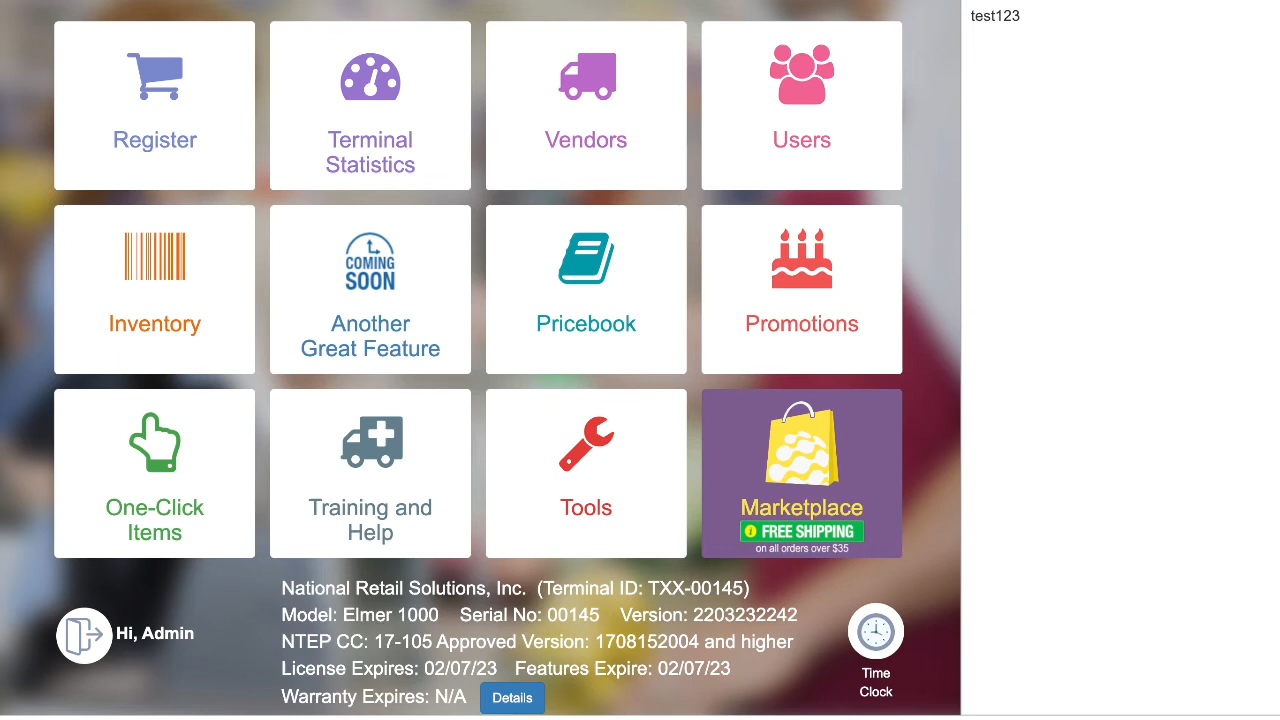 test123
Register
Terminal
Statistics
Vendors
Users
Inventory
COMING
SOON
Another
Great Feature
Pricebook
Promotions
One-Click
Items
Training and
Help
Tools
Marketplace
i FREE SHIPPING
on all orders over $35
Hi, Admin
National Retail Solutions, Inc. (Terminal ID: TXX-00145)
Model: Elmer 1000 Serial No: 00145 Version: 2203232242
NTEP CC: 17-105 Approved Version: 1708152004 and higher
License Expires: 02/07/23 Features Expire: 02/07/23
Warranty Expires: N/A Details
Time
Clock